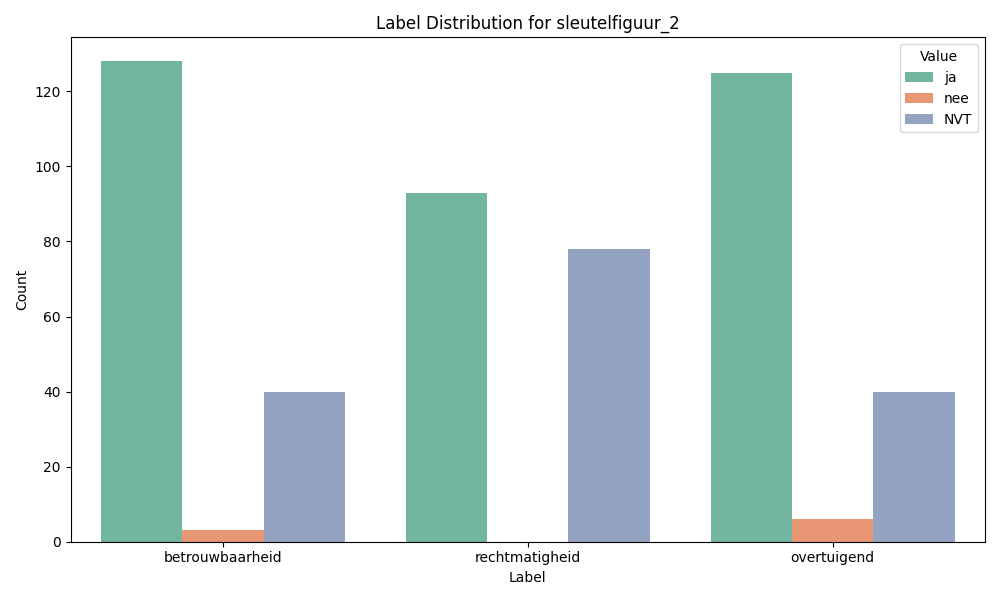 Label Distribution for sleutelfiguur_2
Value
ja
nee
NVT
Count
120
100
80
60
40
20
0
betrouwbaarheid
rechtmatigheid
overtuigend
Label